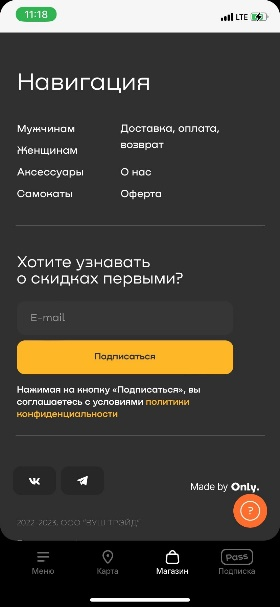 11:18
LTE
Навигация
Мужчинам
Женщинам
Аксессуары
Самокаты
Доставка, оплата,
возврат
О нас
Оферта
Хотите узнавать
о скидках первыми?
E-mail
Подписаться
Нажимая на кнопку «Подписаться», вы
соглашаетесь с условиями политики
конфиденциальности
Made by Only.
?
2022-2023, ООО "ВУШ ТРЭЙД"
Меню
Карта
Магазин
Pass
Подписка